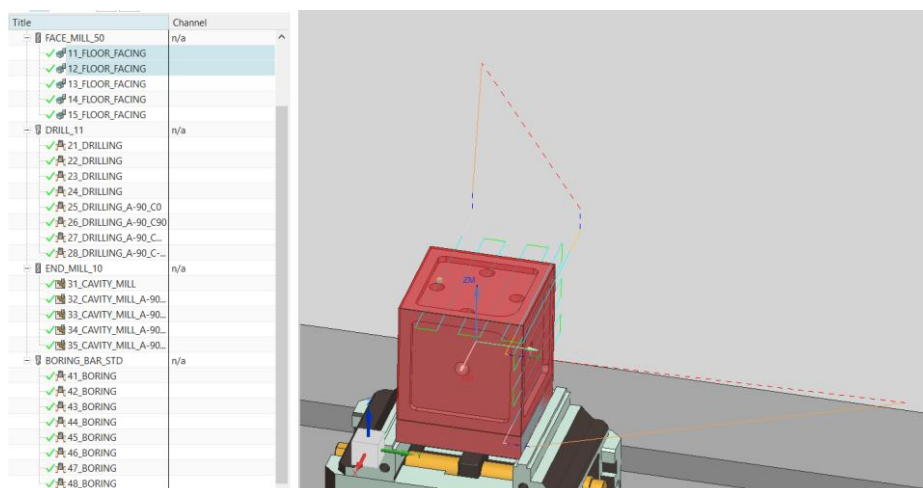 Title Channel
FACE_MILL_50 n/a
11_FLOOR_FACING
12_FLOOR_FACING
13_FLOOR_FACING
14_FLOOR_FACING
15_FLOOR_FACING
DRILL_11 n/a
21_DRILLING
22_DRILLING
23_DRILLING
24_DRILLING
25_DRILLING_A-90_C0
26_DRILLING_A-90_C90
27_DRILLING_A-90_C...
28_DRILLING_A-90_C-...
END_MILL_10 n/a
31_CAVITY_MILL
32_CAVITY_MILL_A-90...
33_CAVITY_MILL_A-90...
34_CAVITY_MILL_A-90...
35_CAVITY_MILL_A-90...
BORING_BAR_STD n/a
41_BORING
42_BORING
43_BORING
44_BORING
45_BORING
46_BORING
47_BORING
48_BORING
ZM